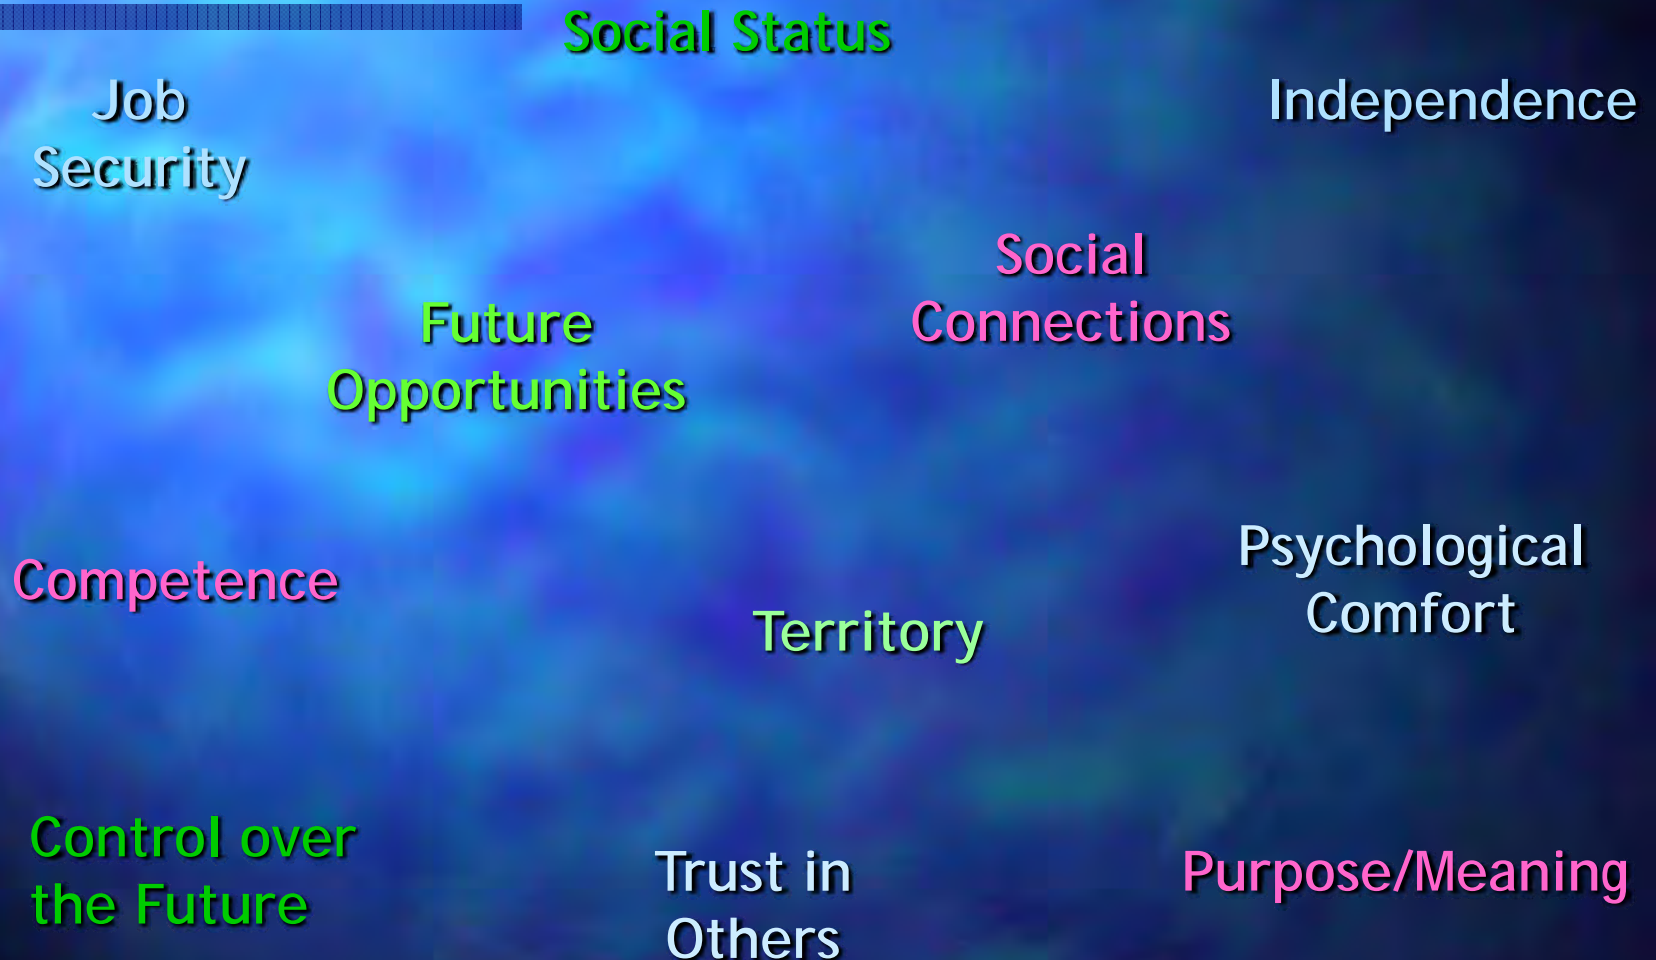 Social Status
Job
Security
Independence
Social
Connections
Future
Opportunities
Psychological
Comfort
Competence
Territory
Control over
the Future
Trust in
Others
Purpose/Meaning